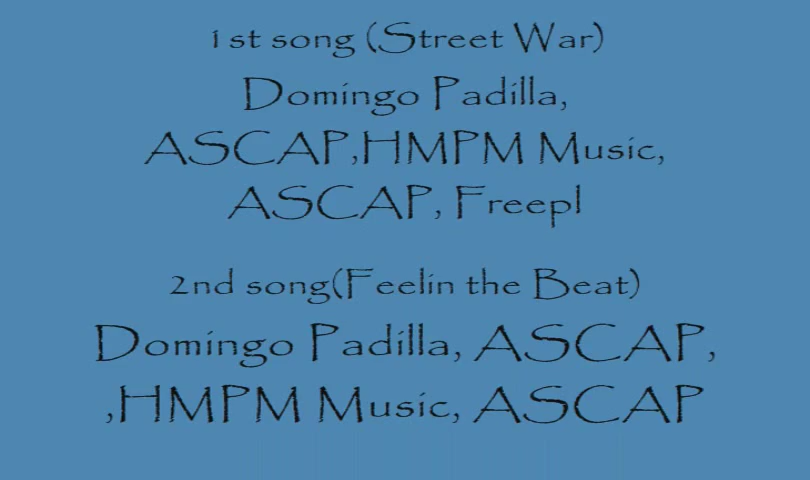 1st song (Street War)
Domingo Padilla,
ASCAP,HMPM Music,
ASCAP, Freepl
2nd song(Feelin the Beat)
Domingo Padilla, ASCAP,
,HMPM Music, ASCAP